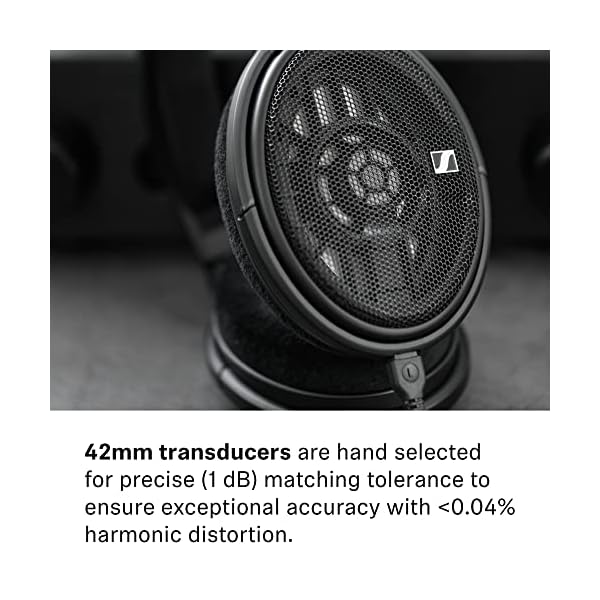 42mm transducers are hand selected
for precise (1 dB) matching tolerance to
ensure exceptional accuracy with <0.04%
harmonic distortion.